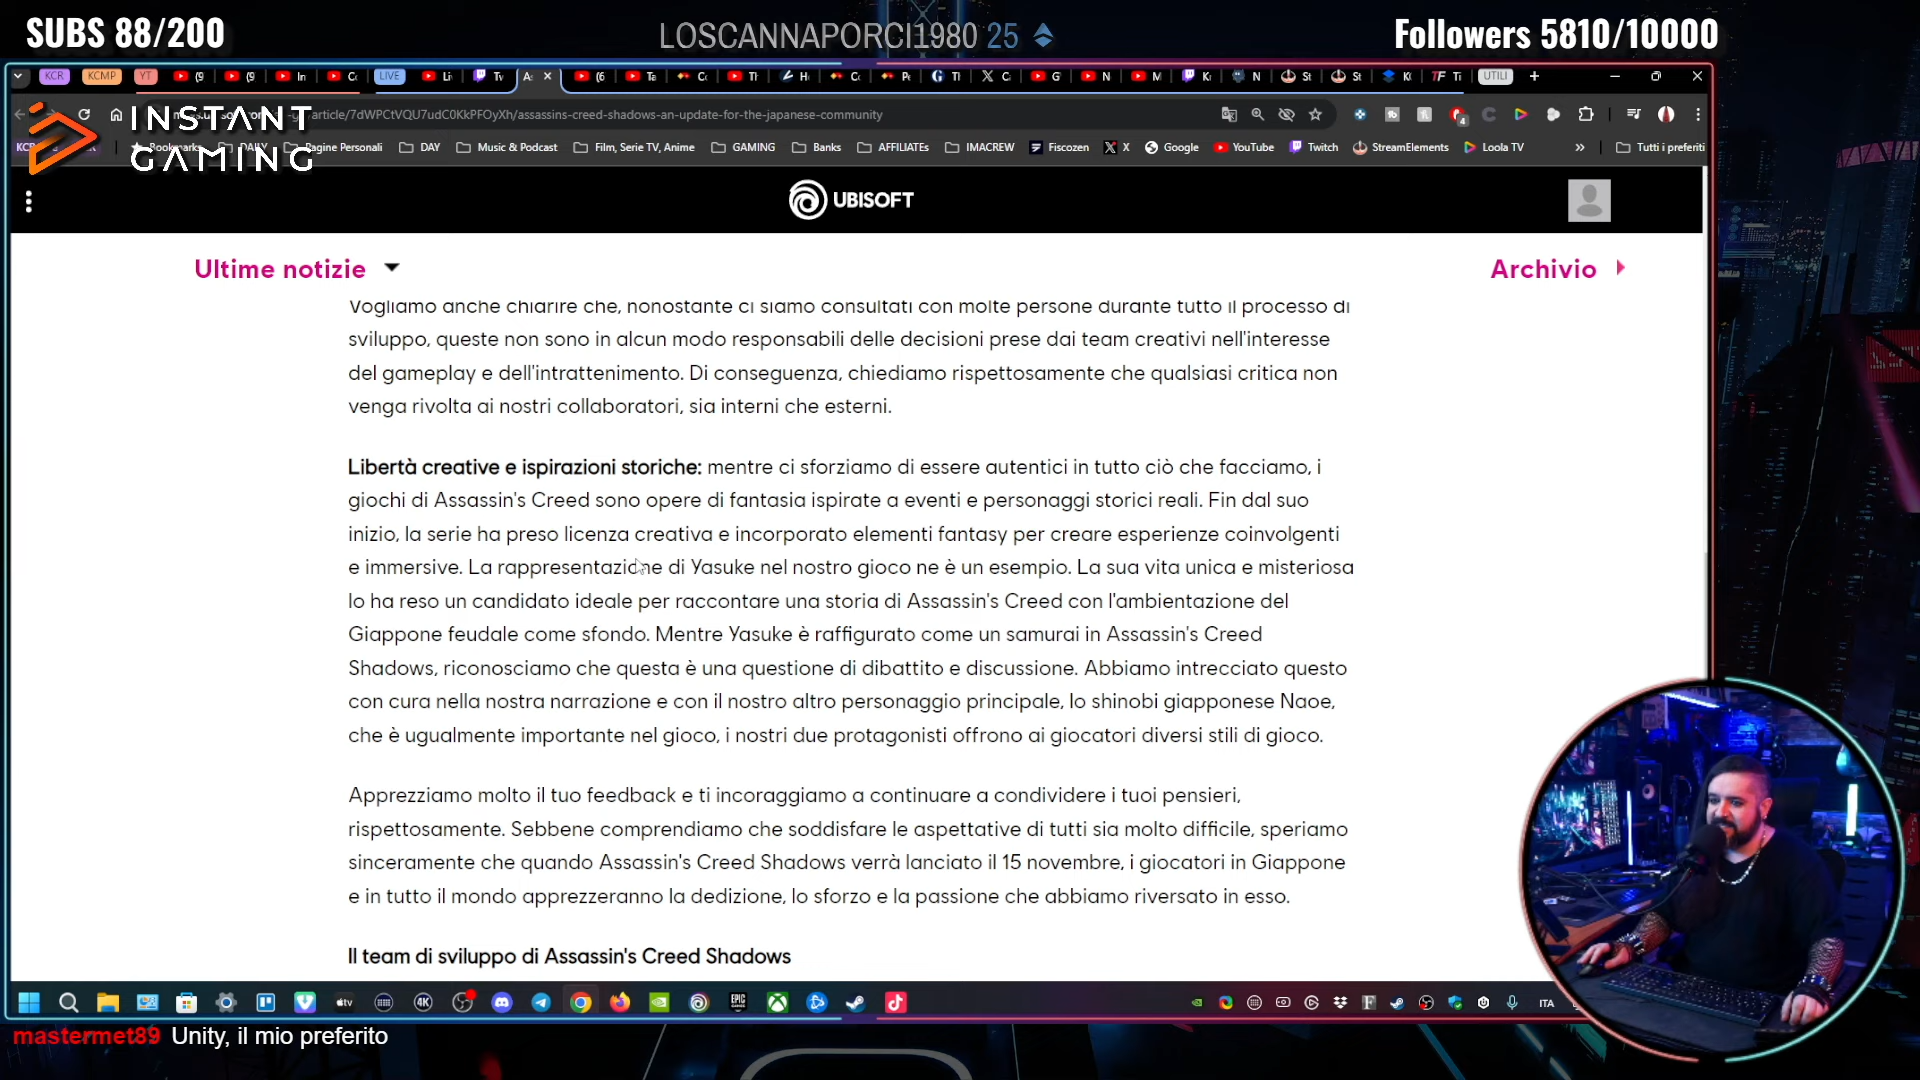 SUBS 88/200
LOSCANNAPORCI1980 25
Followers 5810/10000
KCR
KCMP
YT
LIVE
UTILI
article/7dWPCtVQU7udC0KkPFOyXh/assassins-creed-shadows-an-update-for-the-japanese-community
INSTANT
GAMING
Bookmarks
DAILY
Pagine Personali
DAY
Music & Podcast
Film, Serie TV, Anime
GAMING
Banks
AFFILIATEs
IMACREW
Fiscozen
X
Google
YouTube
Twitch
StreamElements
Loola TV
Tutti i preferiti
UBISOFT
Ultime notizie
Archivio
Vogliamo anche chiarire che, nonostante ci siamo consultati con molte persone durante tutto il processo di
sviluppo, queste non sono in alcun modo responsabili delle decisioni prese dai team creativi nell'interesse
del gameplay e dell'intrattenimento. Di conseguenza, chiediamo rispettosamente che qualsiasi critica non
venga rivolta ai nostri collaboratori, sia interni che esterni.
Libertà creative e ispirazioni storiche: mentre ci sforziamo di essere autentici in tutto ciò che facciamo, i
giochi di Assassin's Creed sono opere di fantasia ispirate a eventi e personaggi storici reali. Fin dal suo
inizio, la serie ha preso licenza creativa e incorporato elementi fantasy per creare esperienze coinvolgenti
e immersive. La rappresentazione di Yasuke nel nostro gioco ne è un esempio. La sua vita unica e misteriosa
lo ha reso un candidato ideale per raccontare una storia di Assassin's Creed con l'ambientazione del
Giappone feudale come sfondo. Mentre Yasuke è raffigurato come un samurai in Assassin's Creed
Shadows, riconosciamo che questa è una questione di dibattito e discussione. Abbiamo intrecciato questo
con cura nella nostra narrazione e con il nostro altro personaggio principale, lo shinobi giapponese Naoe,
che è ugualmente importante nel gioco, i nostri due protagonisti offrono ai giocatori diversi stili di gioco.
Apprezziamo molto il tuo feedback e ti incoraggiamo a continuare a condividere i tuoi pensieri,
rispettosamente. Sebbene comprendiamo che soddisfare le aspettative di tutti sia molto difficile, speriamo
sinceramente che quando Assassin's Creed Shadows verrà lanciato il 15 novembre, i giocatori in Giappone
e in tutto il mondo apprezzeranno la dedizione, lo sforzo e la passione che abbiamo riversato in esso.
Il team di sviluppo di Assassin's Creed Shadows
ITA
mastermet89 Unity, il mio preferito